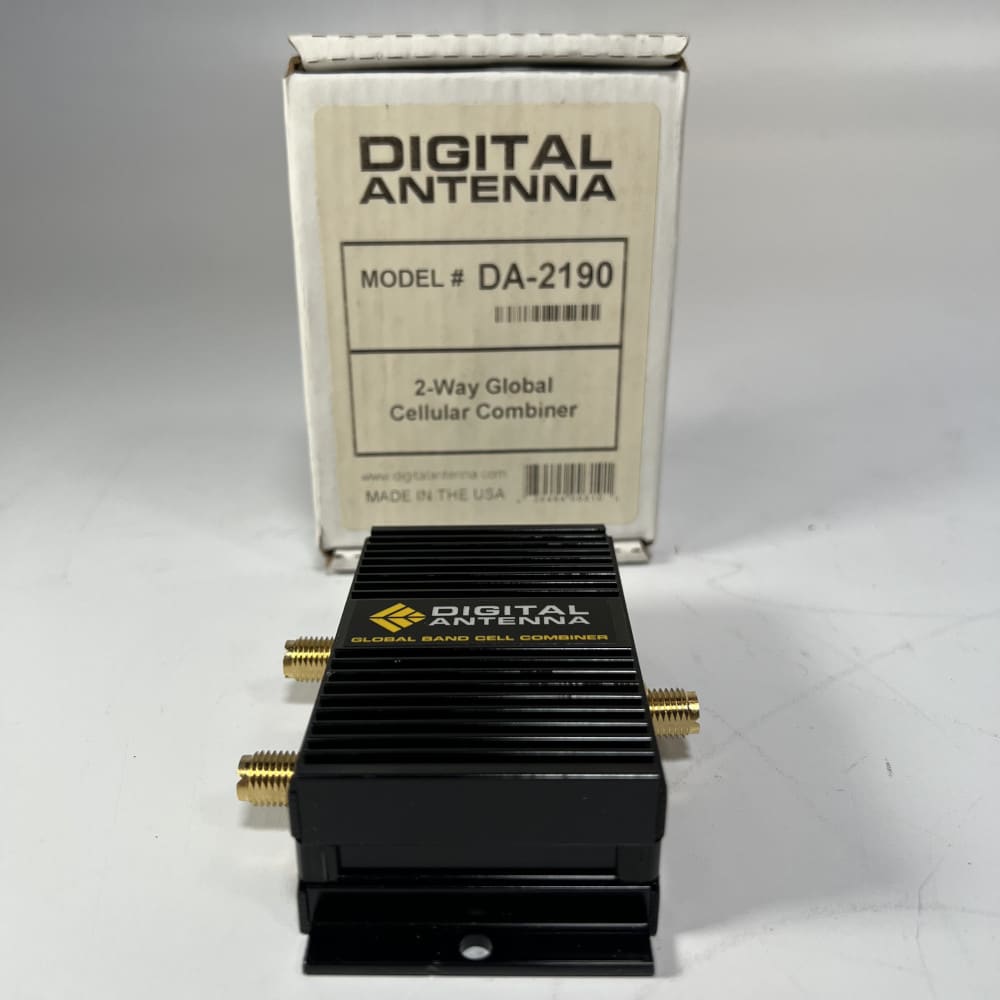 DIGITAL
ANTENNA
MODEL # DA-2190
2-Way Global
Cellular Combiner
www.digitalantenna.com
MADE IN THE USA
DIGITAL
ANTENNA
GLOBAL BAND CELL COMBINER